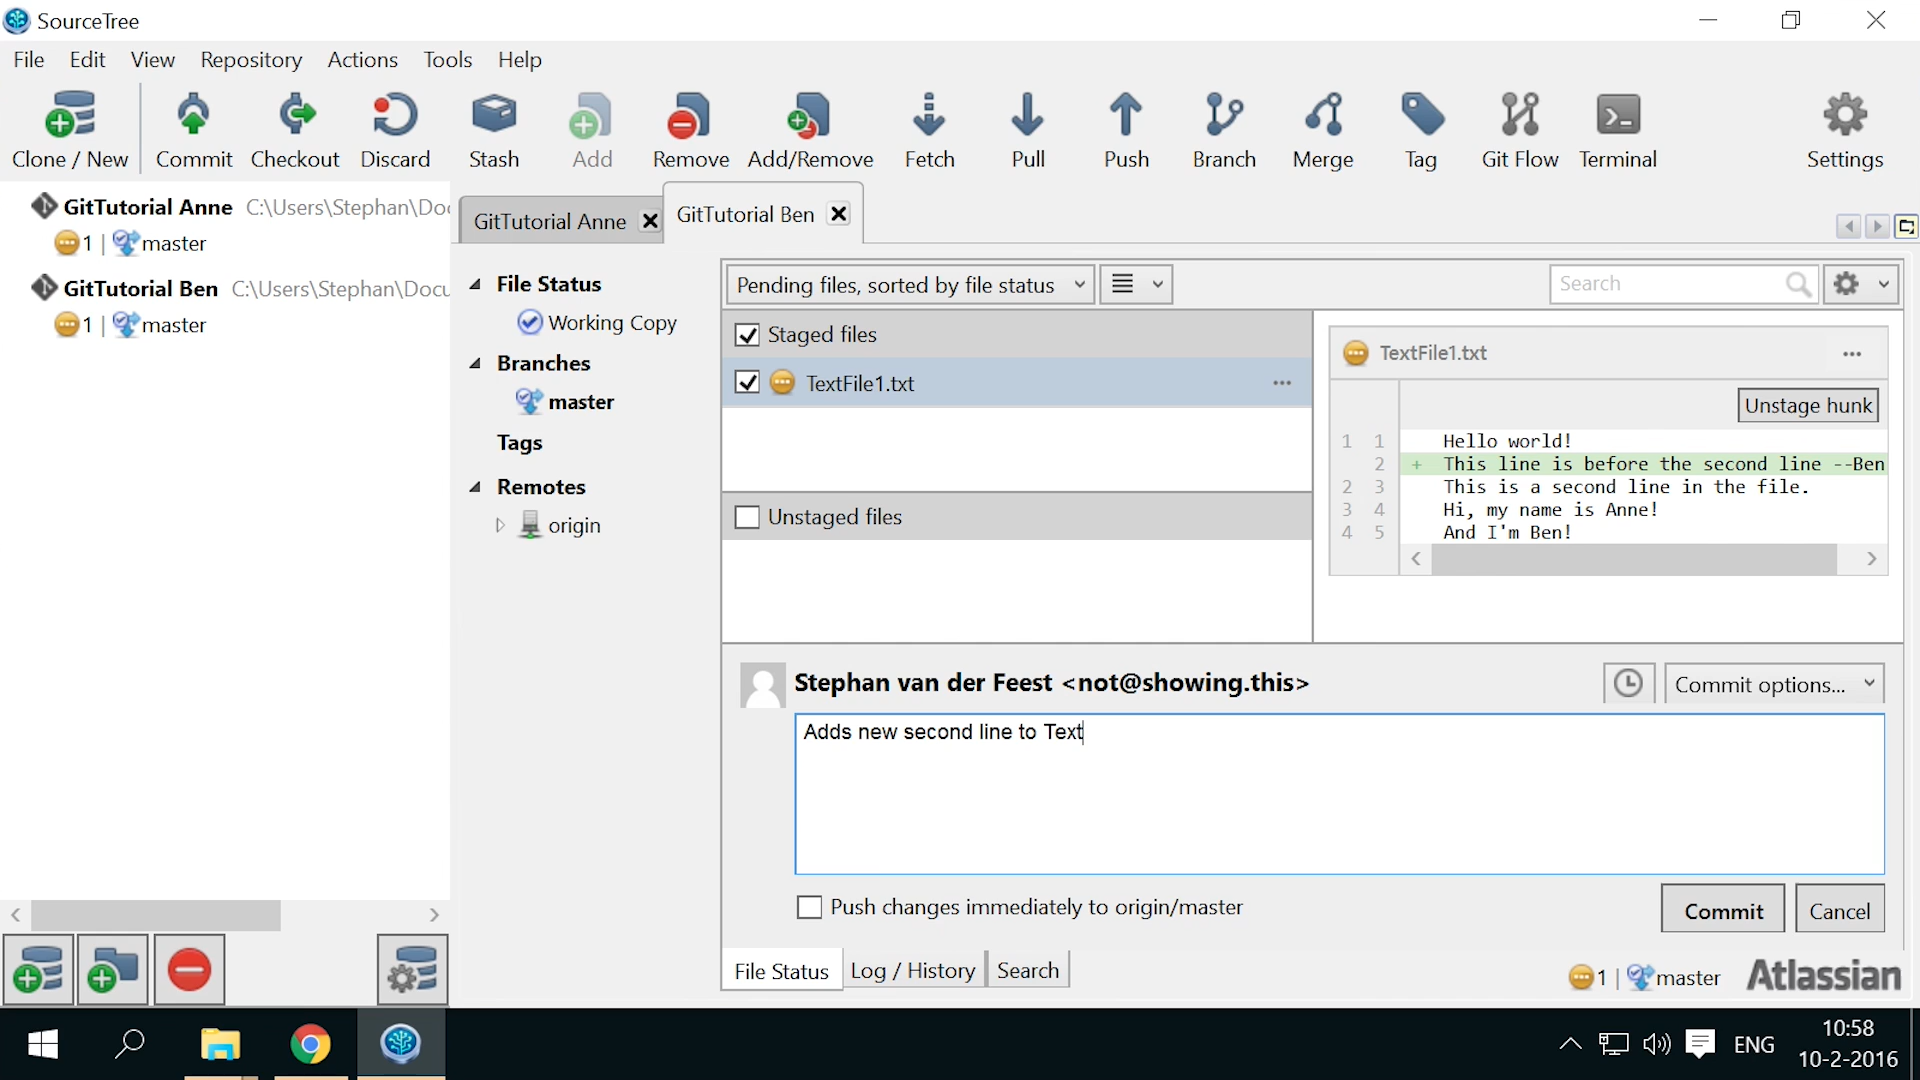 SourceTree
File Edit View Repository Actions Tools Help
Clone / New Commit Checkout Discard Stash Add Remove Add/Remove Fetch Pull Push Branch Merge Tag Git Flow Terminal Settings
GitTutorial Anne C:\Users\Stephan\Doc
1 | master
GitTutorial Ben C:\Users\Stephan\Docu
1 | master
GitTutorial Anne GitTutorial Ben
File Status
Working Copy
Branches
master
Tags
Remotes
origin
Pending files, sorted by file status
Search
Staged files
TextFile1.txt ...
Unstaged files
TextFile1.txt ...
Unstage hunk
1 1 Hello world!
2 + This line is before the second line --Ben
2 3 This is a second line in the file.
3 4 Hi, my name is Anne!
4 5 And I'm Ben!
Stephan van der Feest <not@showing.this>
Commit options...
Adds new second line to Text
Push changes immediately to origin/master
Commit Cancel
File Status Log / History Search
1 | master Atlassian
ENG
10:58
10-2-2016